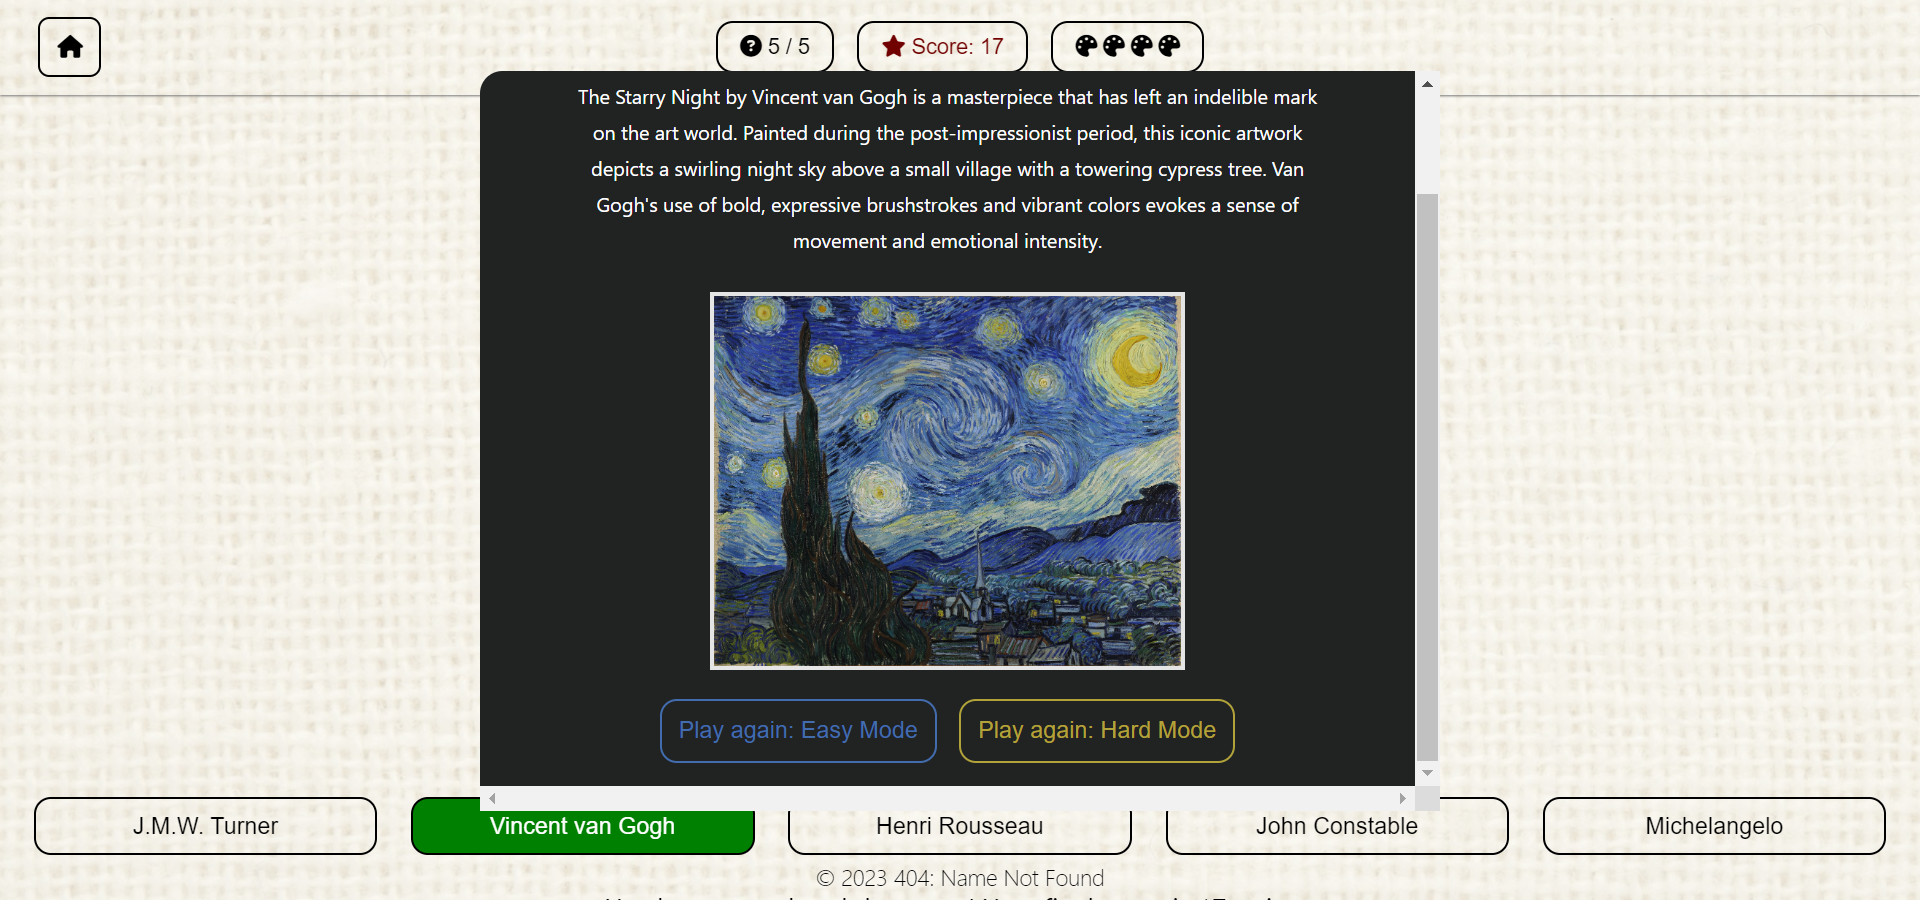 5 / 5
Score: 17
The Starry Night by Vincent van Gogh is a masterpiece that has left an indelible mark
on the art world. Painted during the post-impressionist period, this iconic artwork
depicts a swirling night sky above a small village with a towering cypress tree. Van
Gogh's use of bold, expressive brushstrokes and vibrant colors evokes a sense of
movement and emotional intensity.
Play again: Easy Mode
Play again: Hard Mode
J.M.W. Turner
Vincent van Gogh
Henri Rousseau
John Constable
Michelangelo
© 2023 404: Name Not Found